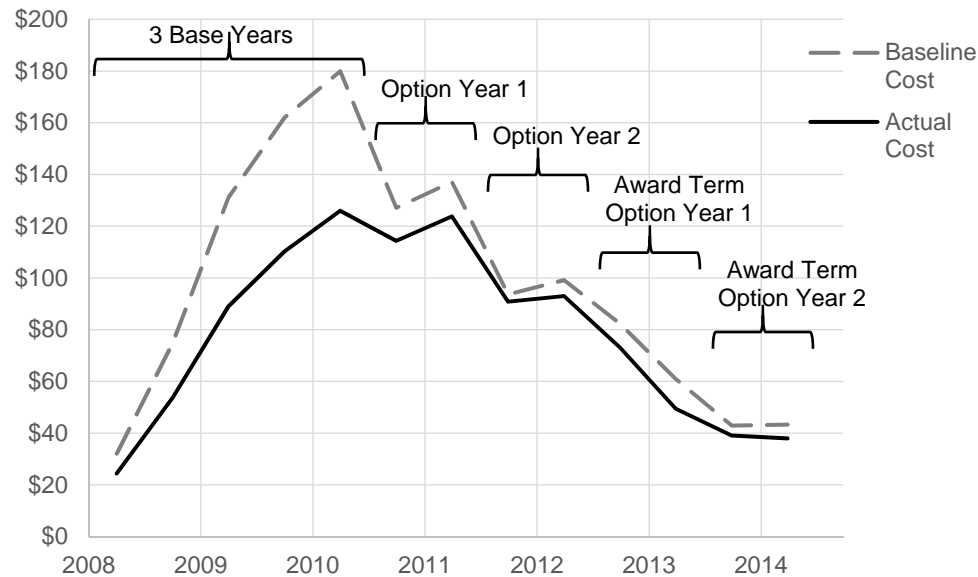 $200
$180
$160
$140
$120
$100
$80
$60
$40
$20
$0
3 Base Years
Option Year 1
Option Year 2
Award Term
Option Year 1
Award Term
Option Year 2
Baseline
Cost
Actual
Cost
2008 2009 2010 2011 2012 2013 2014